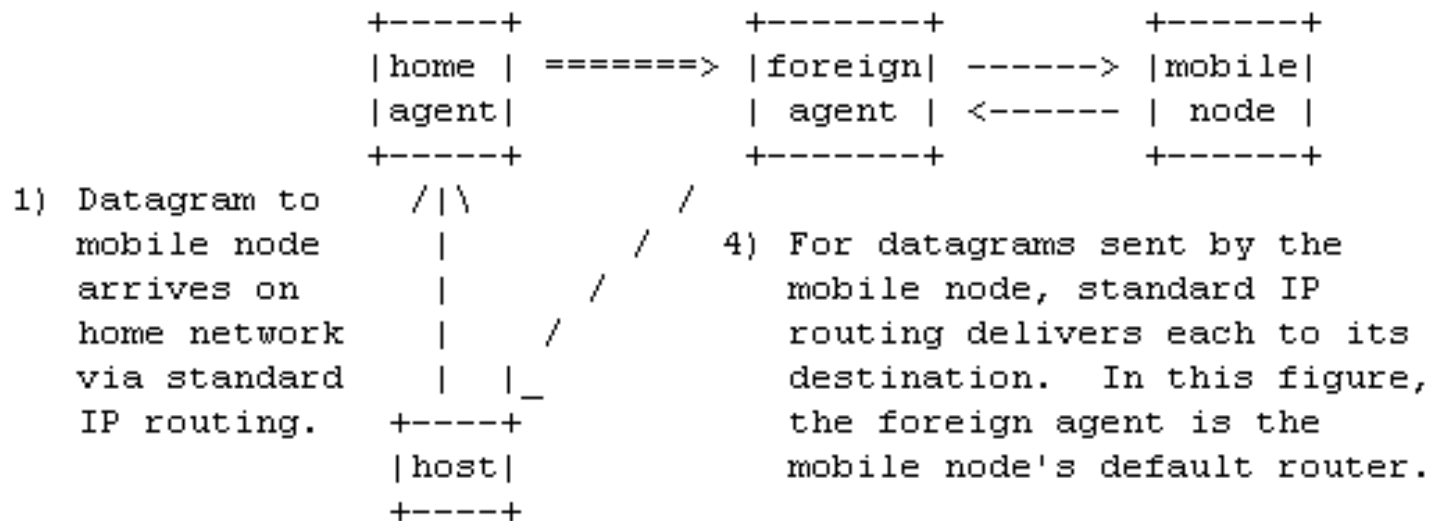 +-----+          +-------+         +------+
|home | =======> |foreign| ------> |mobile|
|agent|          | agent | <------ | node |
+-----+          +-------+         +------+
1) Datagram to    /|\         /
   mobile node     |        /   4) For datagrams sent by the
   arrives on      |      /        mobile node, standard IP
   home network    |    /          routing delivers each to its
   via standard    |  |_           destination.  In this figure,
   IP routing.   +----+            the foreign agent is the
                 |host|            mobile node's default router.
                 +----+